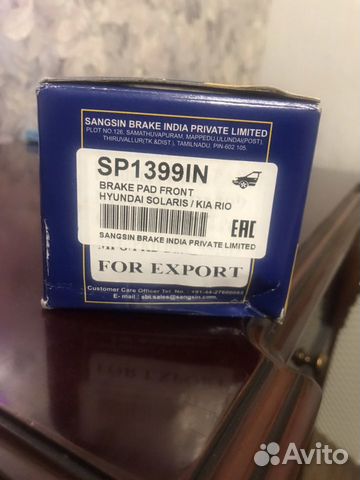 SANGSIN BRAKE INDIA PRIVATE LIMITED
PLOT NO.126, SAMATHUVAPURAM, MAPPEDU,ULUNDAI(POST),
THIRUVALLUR(TK &DIST ), TAMILNADU, PIN-602 105.
SP1399IN
BRAKE PAD FRONT
HYUNDAI SOLARIS / KIA RIO
EAC
SANGSIN BRAKE INDIA PRIVATE LIMITED
FOR EXPORT
Customer Care Officer Tel. No.
E-mail : sbi.sales@sangsin.com
FOR EXPORT
Avito